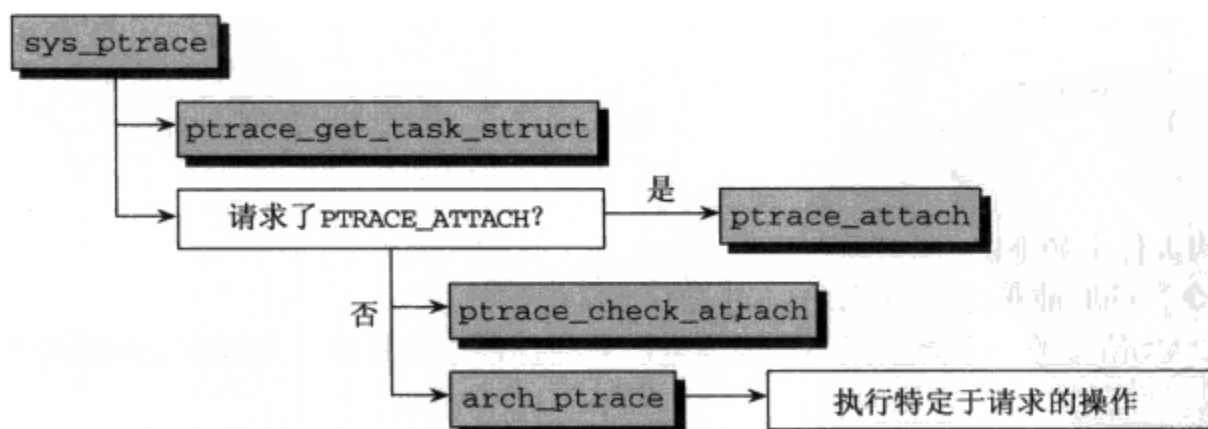 sys_ptrace
ptrace_get_task_struct
请求了PTRACE_ATTACH?
是
ptrace_attach
否
ptrace_check_attach
arch_ptrace
执行特定于请求的操作